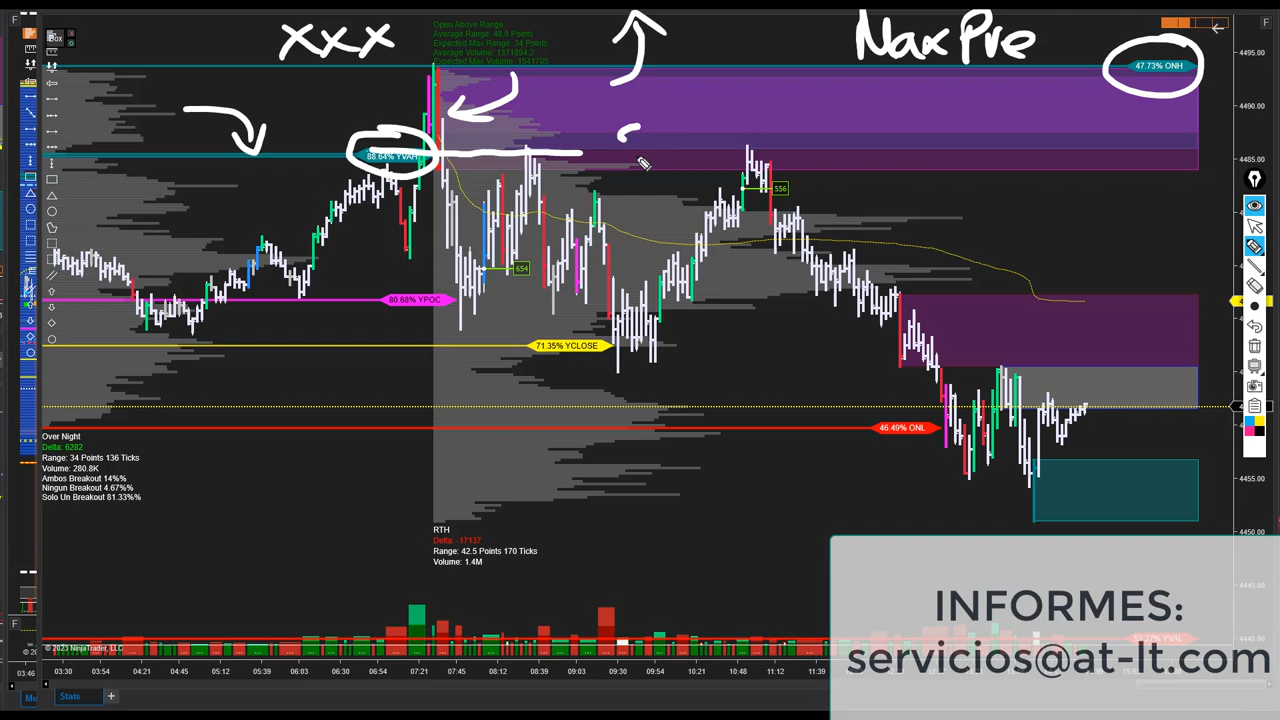 Open Above Range
Average Range: 48.8 Points
Expected Max Range: 34 Points
Average Volume: 1371894.2
Expected Max Volume: 1541705
xxx
Max Pre
F
F
Box
47.73% ONH
88.64% YVAH
80.68% YPOC
71.35% YCLOSE
46.49% ONL
654
556
4495.00
4490.00
4485.00
4455.00
4450.00
4445.00
4440.00
Over Night
Delta: 6282
Range: 34 Points 136 Ticks
Volume: 280.8K
Ambos Breakout 14%%
Ningun Breakout 4.67%%
Solo Un Breakout 81.33%%
RTH
Delta: -17137
Range: 42.5 Points 170 Ticks
Volume: 1.4M
F
INFORMES:
servicios@at-lt.com
© 2023 NinjaTrader, LLC
03:46
03:30 03:54 04:21 04:45 05:12 05:39 06:03 06:30 06:54 07:21 07:45 08:12 08:39 09:03 09:30 09:54 10:21 10:48 11:12 11:39
Mu
Stats
+